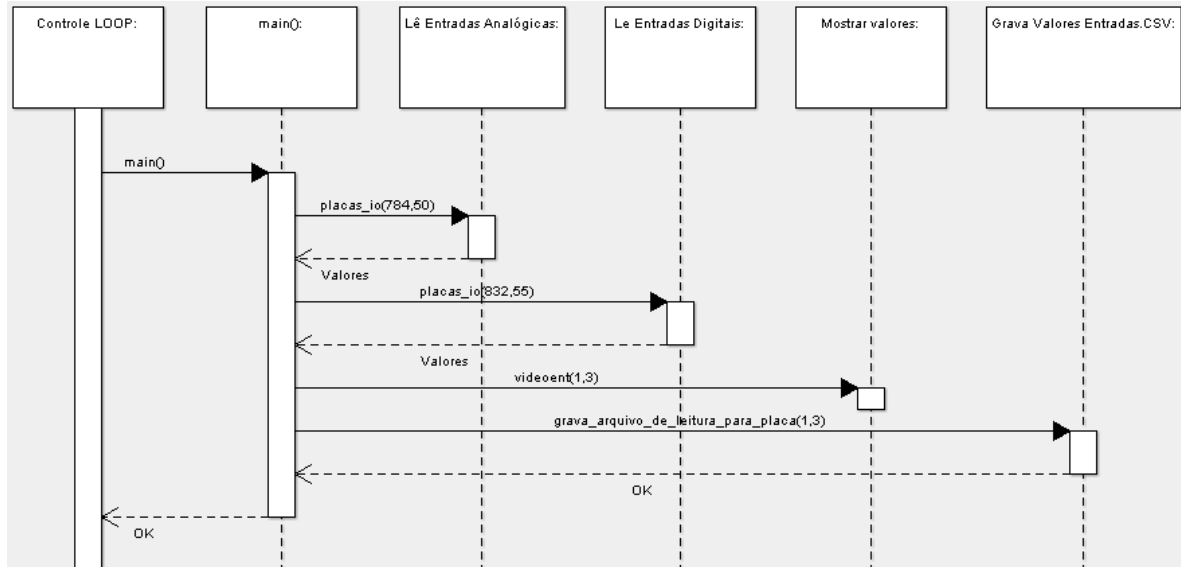 Controle LOOP:
main():
Lê Entradas Analógicas:
Le Entradas Digitais:
Mostrar valores:
Grava Valores Entradas.CSV:
main()
placas_io(784,50)
Valores
placas_io(832,55)
Valores
videoent(1,3)
grava_arquivo_de_leitura_para_placa(1,3)
OK
OK